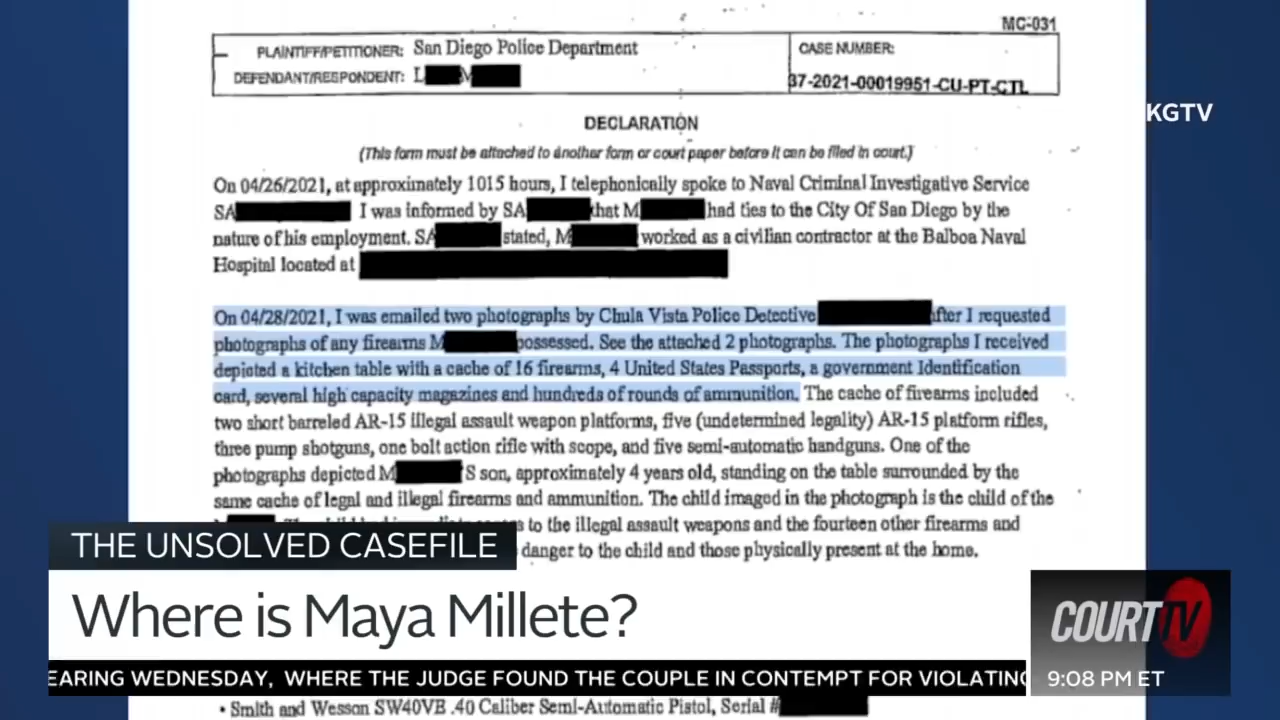 MC-031
PLAINTIFF/PETITIONER: San Diego Police Department
CASE NUMBER:
DEFENDANT/RESPONDENT: L M
37-2021-00019951-CU-PT-CTL
KGTV
DECLARATION
(This form must be attached to another form or court paper before it can be filed in court.)
On 04/26/2021, at approximately 1015 hours, I telephonically spoke to Naval Criminal Investigative Service
SA I was informed by SA that M had ties to the City Of San Diego by the
nature of his employment. SA stated, M worked as a civilian contractor at the Balboa Naval
Hospital located at
On 04/28/2021, I was emailed two photographs by Chula Vista Police Detective after I requested
photographs of any firearms M possessed. See the attached 2 photographs. The photographs I received
depicted a kitchen table with a cache of 16 firearms, 4 United States Passports, a government Identification
card, several high capacity magazines and hundreds of rounds of ammunition. The cache of firearms included
two short barreled AR-15 illegal assault weapon platforms, five (undetermined legality) AR-15 platform rifles,
three pump shotguns, one bolt action rifle with scope, and five semi-automatic handguns. One of the
photographs depicted M 'S son, approximately 4 years old, standing on the table surrounded by the
same cache of legal and illegal firearms and ammunition. The child imaged in the photograph is the child of the
to the illegal assault weapons and the fourteen other firearms and
danger to the child and those physically present at the home.
THE UNSOLVED CASEFILE
Where is Maya Millete?
COURT TV
EARING WEDNESDAY, WHERE THE JUDGE FOUND THE COUPLE IN CONTEMPT FOR VIOLATING
9:08 PM ET
• Smith and Wesson SW40VE .40 Caliber Semi-Automatic Pistol, Serial #